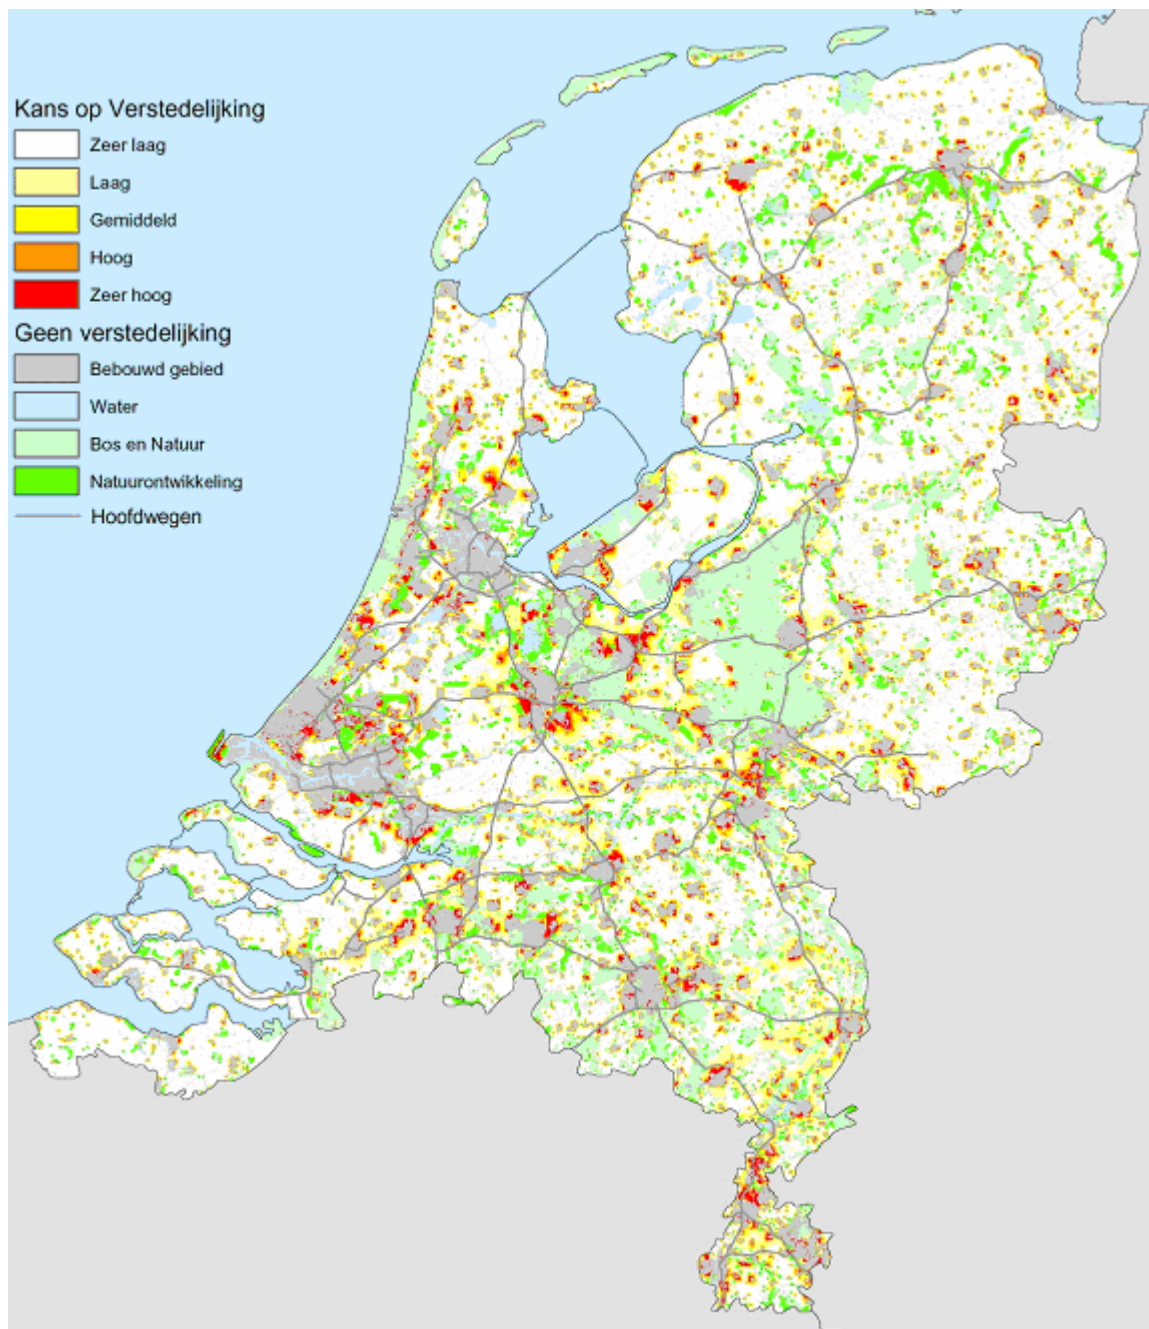 Kans op Verstedelijking
Zeer laag
Laag
Gemiddeld
Hoog
Zeer hoog
Geen verstedelijking
Bebouwd gebied
Water
Bos en Natuur
Natuurontwikkeling
Hoofdwegen